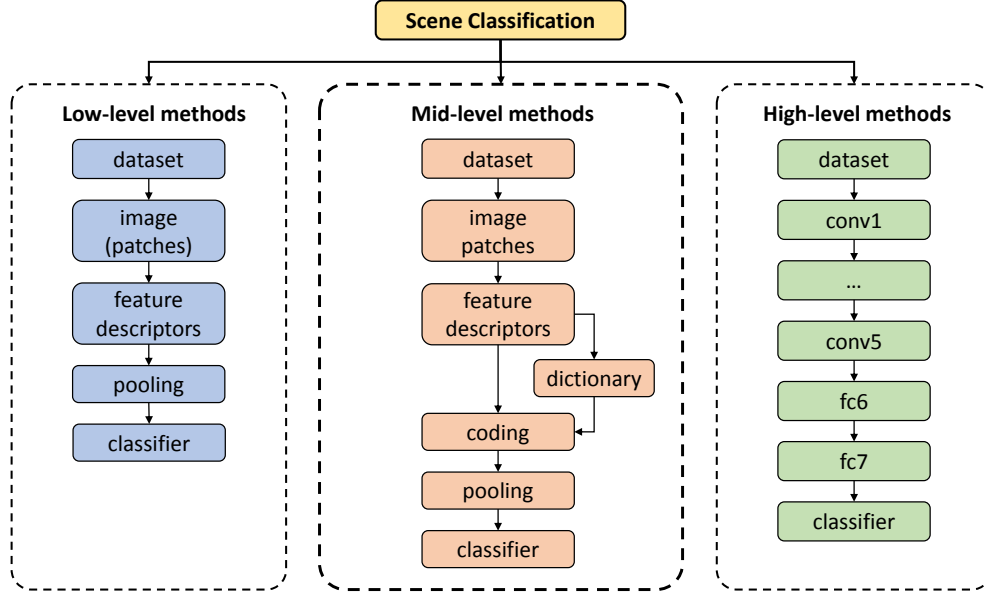 Scene Classification
Low-level methods
dataset
image
(patches)
feature
descriptors
pooling
classifier
Mid-level methods
dataset
image
patches
feature
descriptors
dictionary
coding
pooling
classifier
High-level methods
dataset
conv1
...
conv5
fc6
fc7
classifier